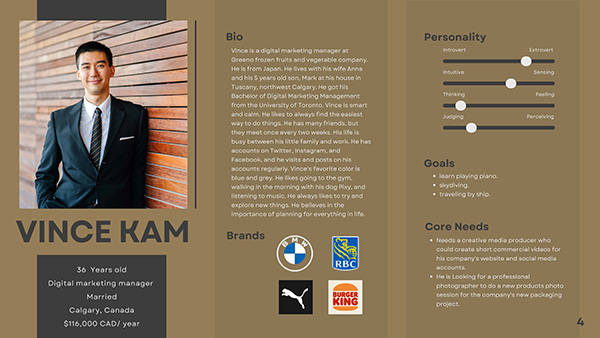 VINCE KAM
36 Years old
Digital marketing manager
Married
Calgary, Canada
$116,000 CAD/ year
Bio
Vince is a digital marketing manager at
Greeno frozen fruits and vegetable company.
He is from Japan. He lives with his wife Anna
and his 5 years old son, Mark at his house in
Tuscany, northwest Calgary. He got his
Bachelor of Digital Marketing Management
from the University of Toronto. Vince is smart
and calm. He likes to always find the easiest
way to do things. He has many friends, but
they meet once every two weeks. His life is
busy between his little family and work. He has
accounts on Twitter, Instagram, and
Facebook, and he visits and posts on his
accounts regularly. Vince's favorite color is
blue and grey. He likes going to the gym,
walking in the morning with his dog Pixy, and
listening to music. He always likes to try and
explore new things. He believes in the
importance of planning for everything in life.
Brands
BMW
RBC
BURGER
KING
Personality
Introvert Extrovert
Intuitive Sensing
Thinking Feeling
Judging Perceiving
Goals
learn playing piano.
skydiving.
traveling by ship.
Core Needs
Needs a creative media producer who
could create short commercial videos for
his company's website and social media
accounts.
He is Looking for a professional
photographer to do a new products photo
session for the company's new packaging
project.
4